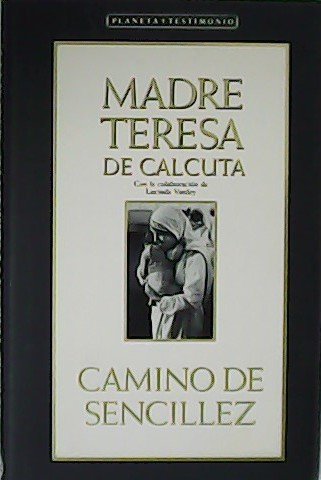 PLANETA✝TESTIMONIO
MADRE
TERESA
DE CALCUTA
Con la colaboración de
Lucinda Vardey
CAMINO DE
SENCILLEZ